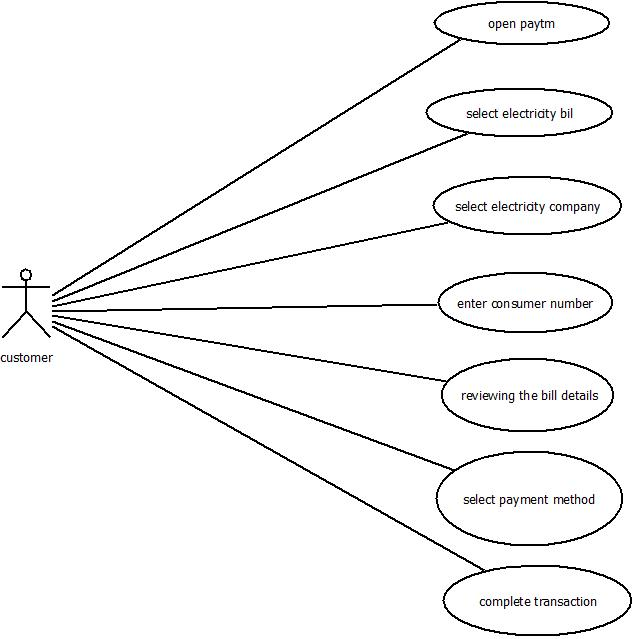 open paytm
select electricity bil
select electricity company
enter consumer number
customer
reviewing the bill details
select payment method
complete transaction